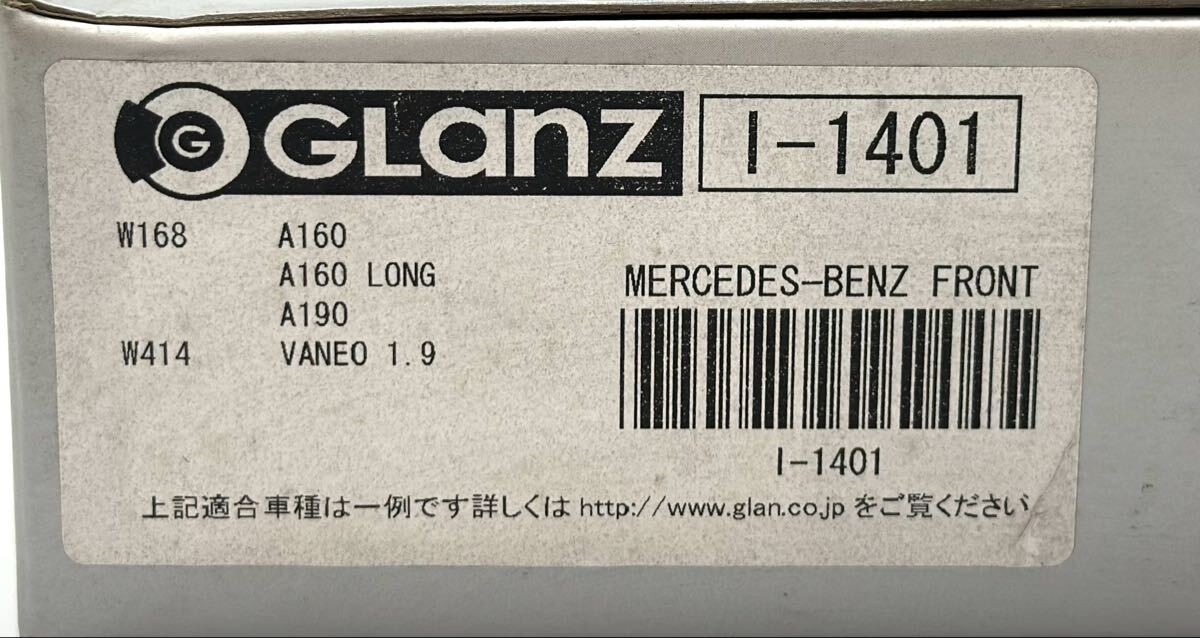 G GLanz I-1401
W168 A160
A160 LONG
A190
W414 VANEO 1.9
MERCEDES-BENZ FRONT
I-1401
上記適合車種は一例です詳しくは http://www.glan.co.jp をご覧ください